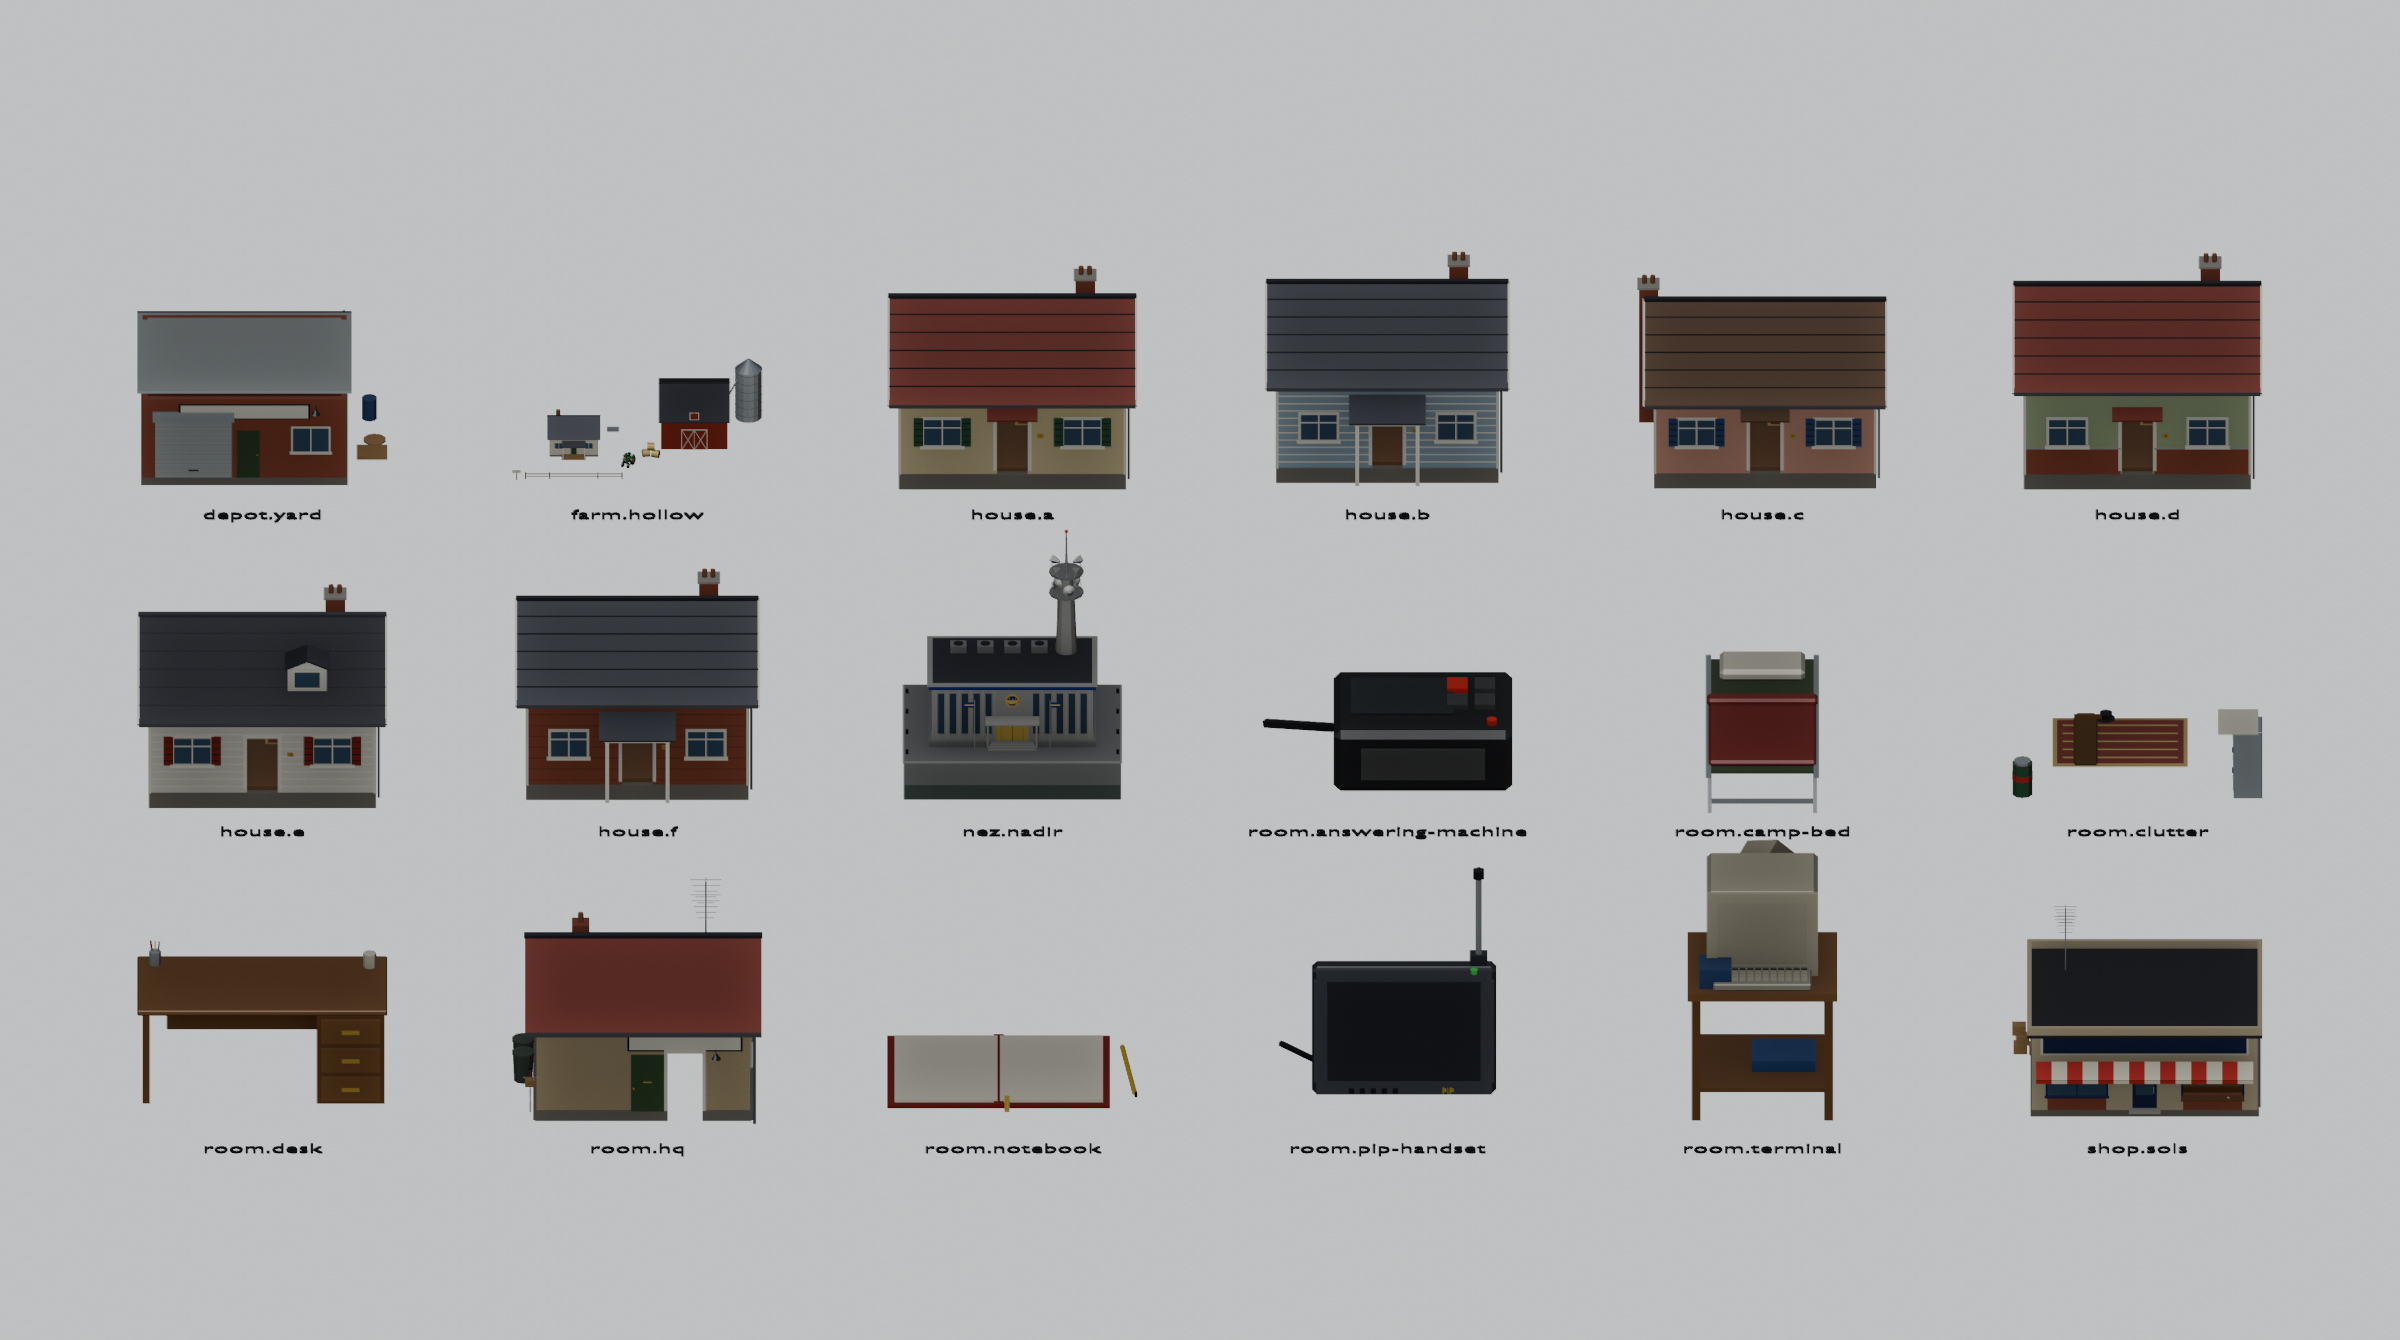 depot.yard
farm.hollow
house.a
house.b
house.c
house.d
house.e
house.f
nez.nadir
room.answering-machine
room.camp-bed
room.clutter
room.desk
room.hq
room.notebook
PIP
room.pip-handset
room.terminal
shop.sols